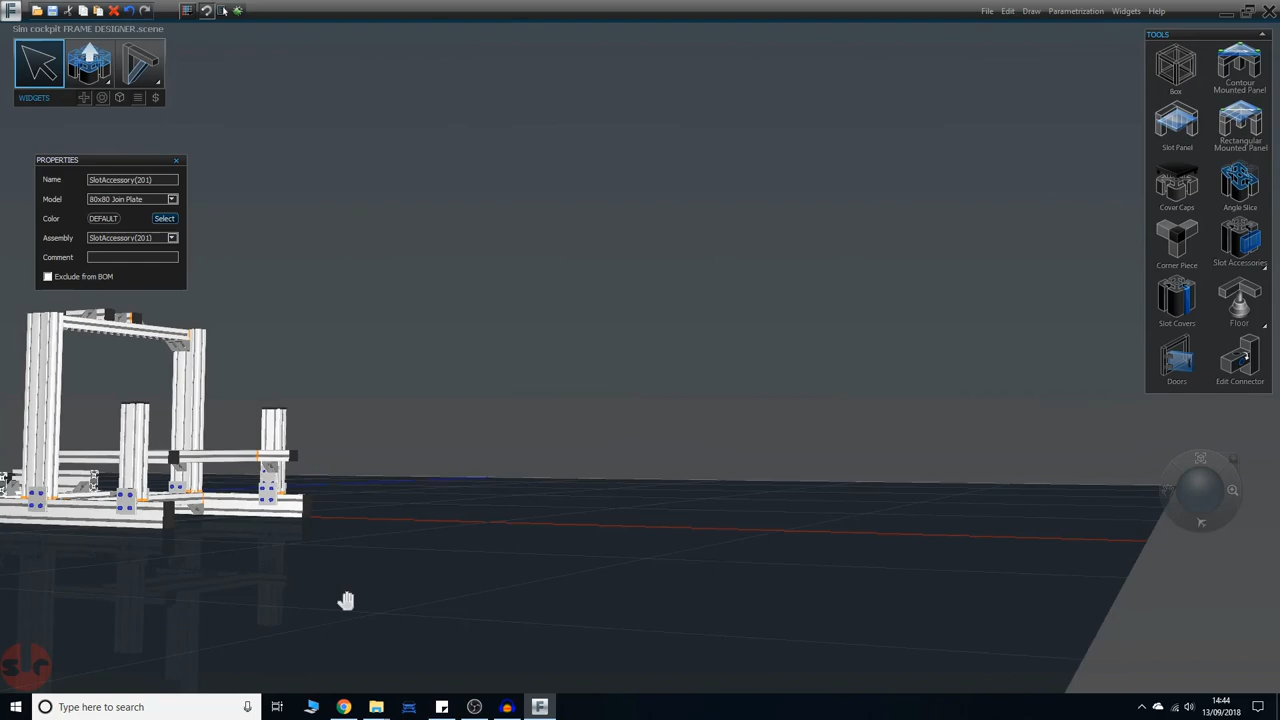 File Edit Draw Parametrization Widgets Help
Sim cockpit FRAME DESIGNER.scene
WIDGETS
$
PROPERTIES
Name SlotAccessory(201)
Model 80x80 Join Plate
Color DEFAULT Select
Assembly SlotAccessory(201)
Comment
Exclude from BOM
TOOLS
Box
Contour Mounted Panel
Slot Panel
Rectangular Mounted Panel
Cover Caps
Angle Slice
Corner Piece
Slot Accessories
Slot Covers
Floor
Doors
Edit Connector
Type here to search
14:44
13/09/2018